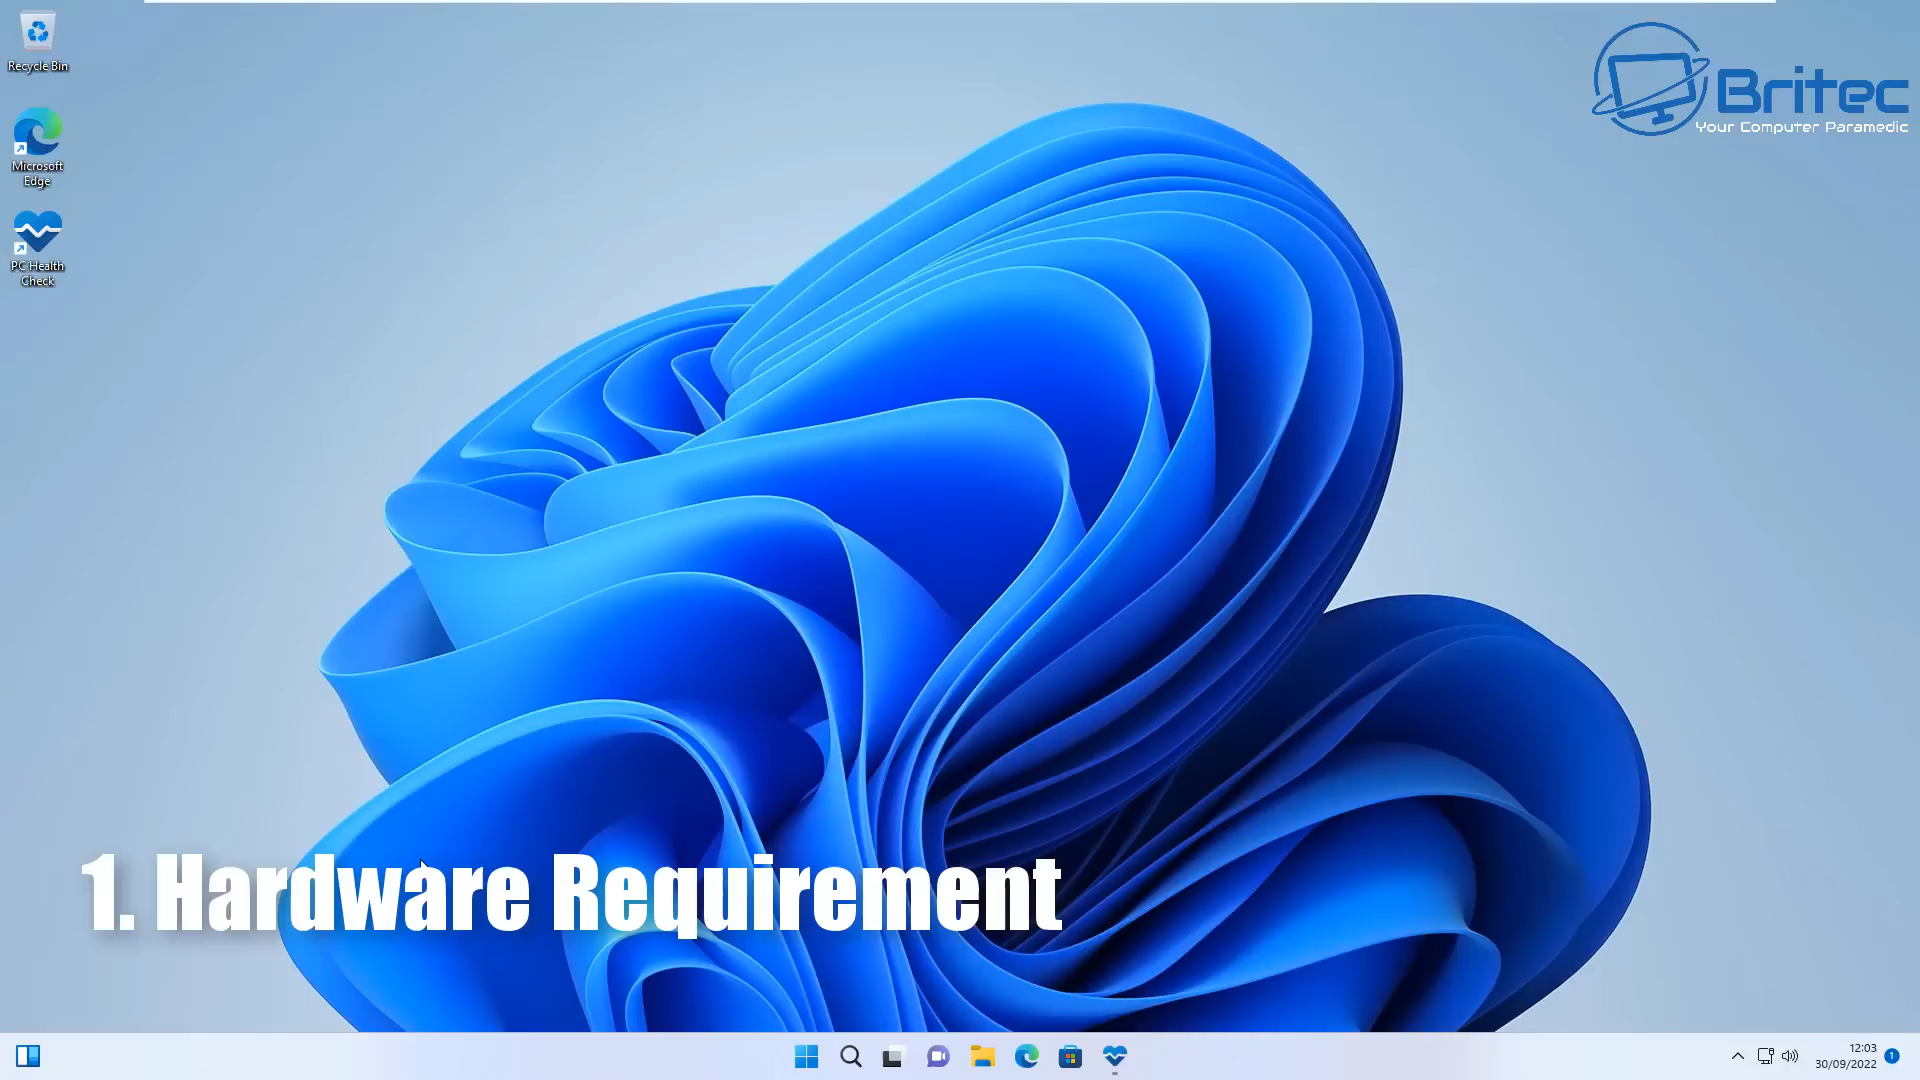 Recycle Bin
Microsoft
Edge
PC Health
Check
Britec
Your Computer Paramedic
1. Hardware Requirement
12:03
30/09/2022
1